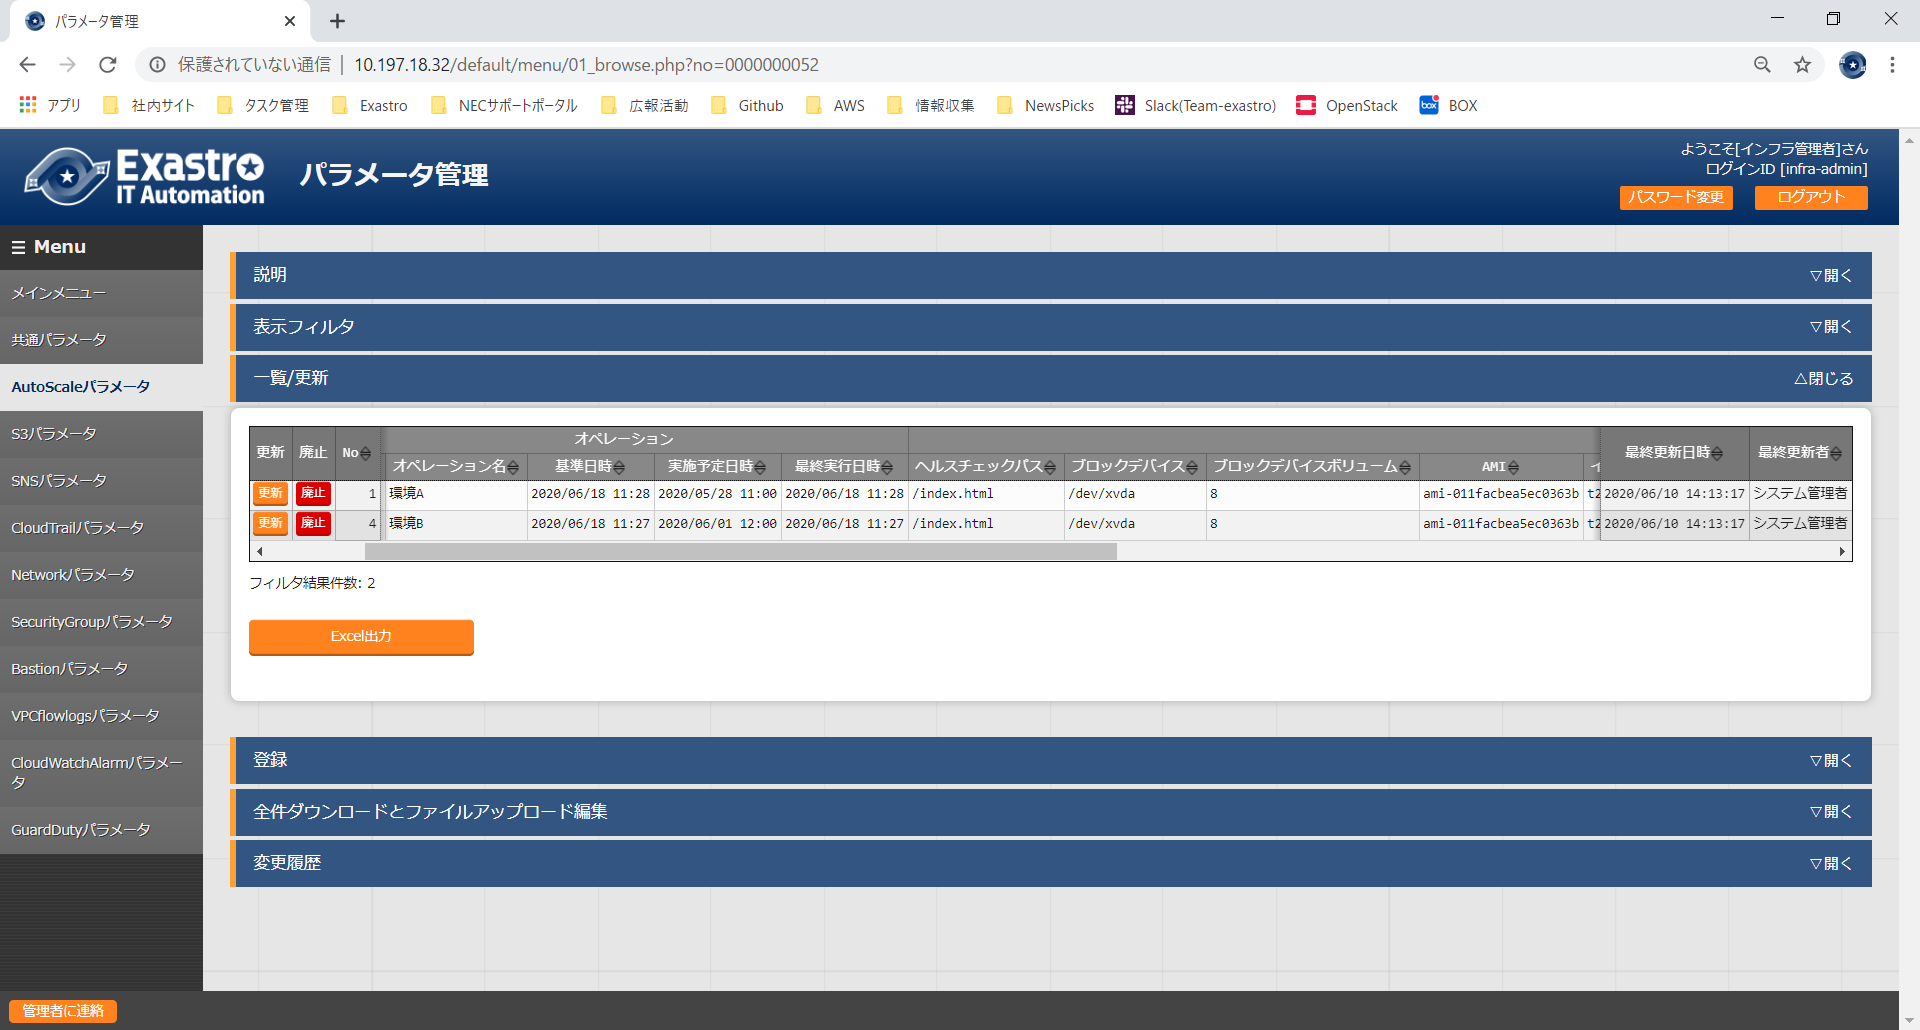 パラメータ管理
保護されていない通信 10.197.18.32/default/menu/01_browse.php?no=0000000052
アプリ 社内サイト タスク管理 Exastro NECサポートポータル 広報活動 Github AWS 情報収集 NewsPicks Slack(Team-exastro) OpenStack BOX
Exastro
IT Automation
パラメータ管理
ようこそ[インフラ管理者]さん
ログインID [infra-admin]
パスワード変更 ログアウト
Menu
メインメニュー
共通パラメータ
AutoScaleパラメータ
S3パラメータ
SNSパラメータ
CloudTrailパラメータ
Networkパラメータ
SecurityGroupパラメータ
Bastionパラメータ
VPCflowlogsパラメータ
CloudWatchAlarmパラメー
タ
GuardDutyパラメータ
説明 ▽開く
表示フィルタ ▽開く
一覧/更新 △閉じる
更新 廃止 No オペレーション 最終更新日時 最終更新者
オペレーション名 基準日時 実施予定日時 最終実行日時 ヘルスチェックパス ブロックデバイス ブロックデバイスボリューム AMI イ
更新 廃止 1 環境A 2020/06/18 11:28 2020/05/28 11:00 2020/06/18 11:28 /index.html /dev/xvda 8 ami-011facbea5ec0363b t2 2020/06/10 14:13:17 システム管理者
更新 廃止 4 環境B 2020/06/18 11:27 2020/06/01 12:00 2020/06/18 11:27 /index.html /dev/xvda 8 ami-011facbea5ec0363b t2 2020/06/10 14:13:17 システム管理者
フィルタ結果件数: 2
Excel出力
登録 ▽開く
全件ダウンロードとファイルアップロード編集 ▽開く
変更履歴 ▽開く
管理者に連絡